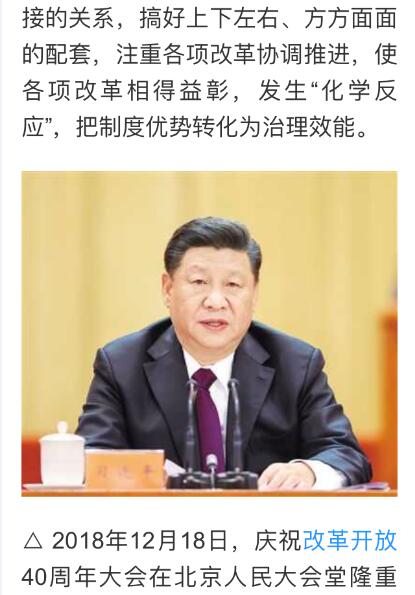 接的关系，搞好上下左右、方方面面
的配套，注重各项改革协调推进，使
各项改革相得益彰，发生“化学反
应”，把制度优势转化为治理效能。
习近平
△ 2018年12月18日，庆祝改革开放
40周年大会在北京人民大会堂隆重